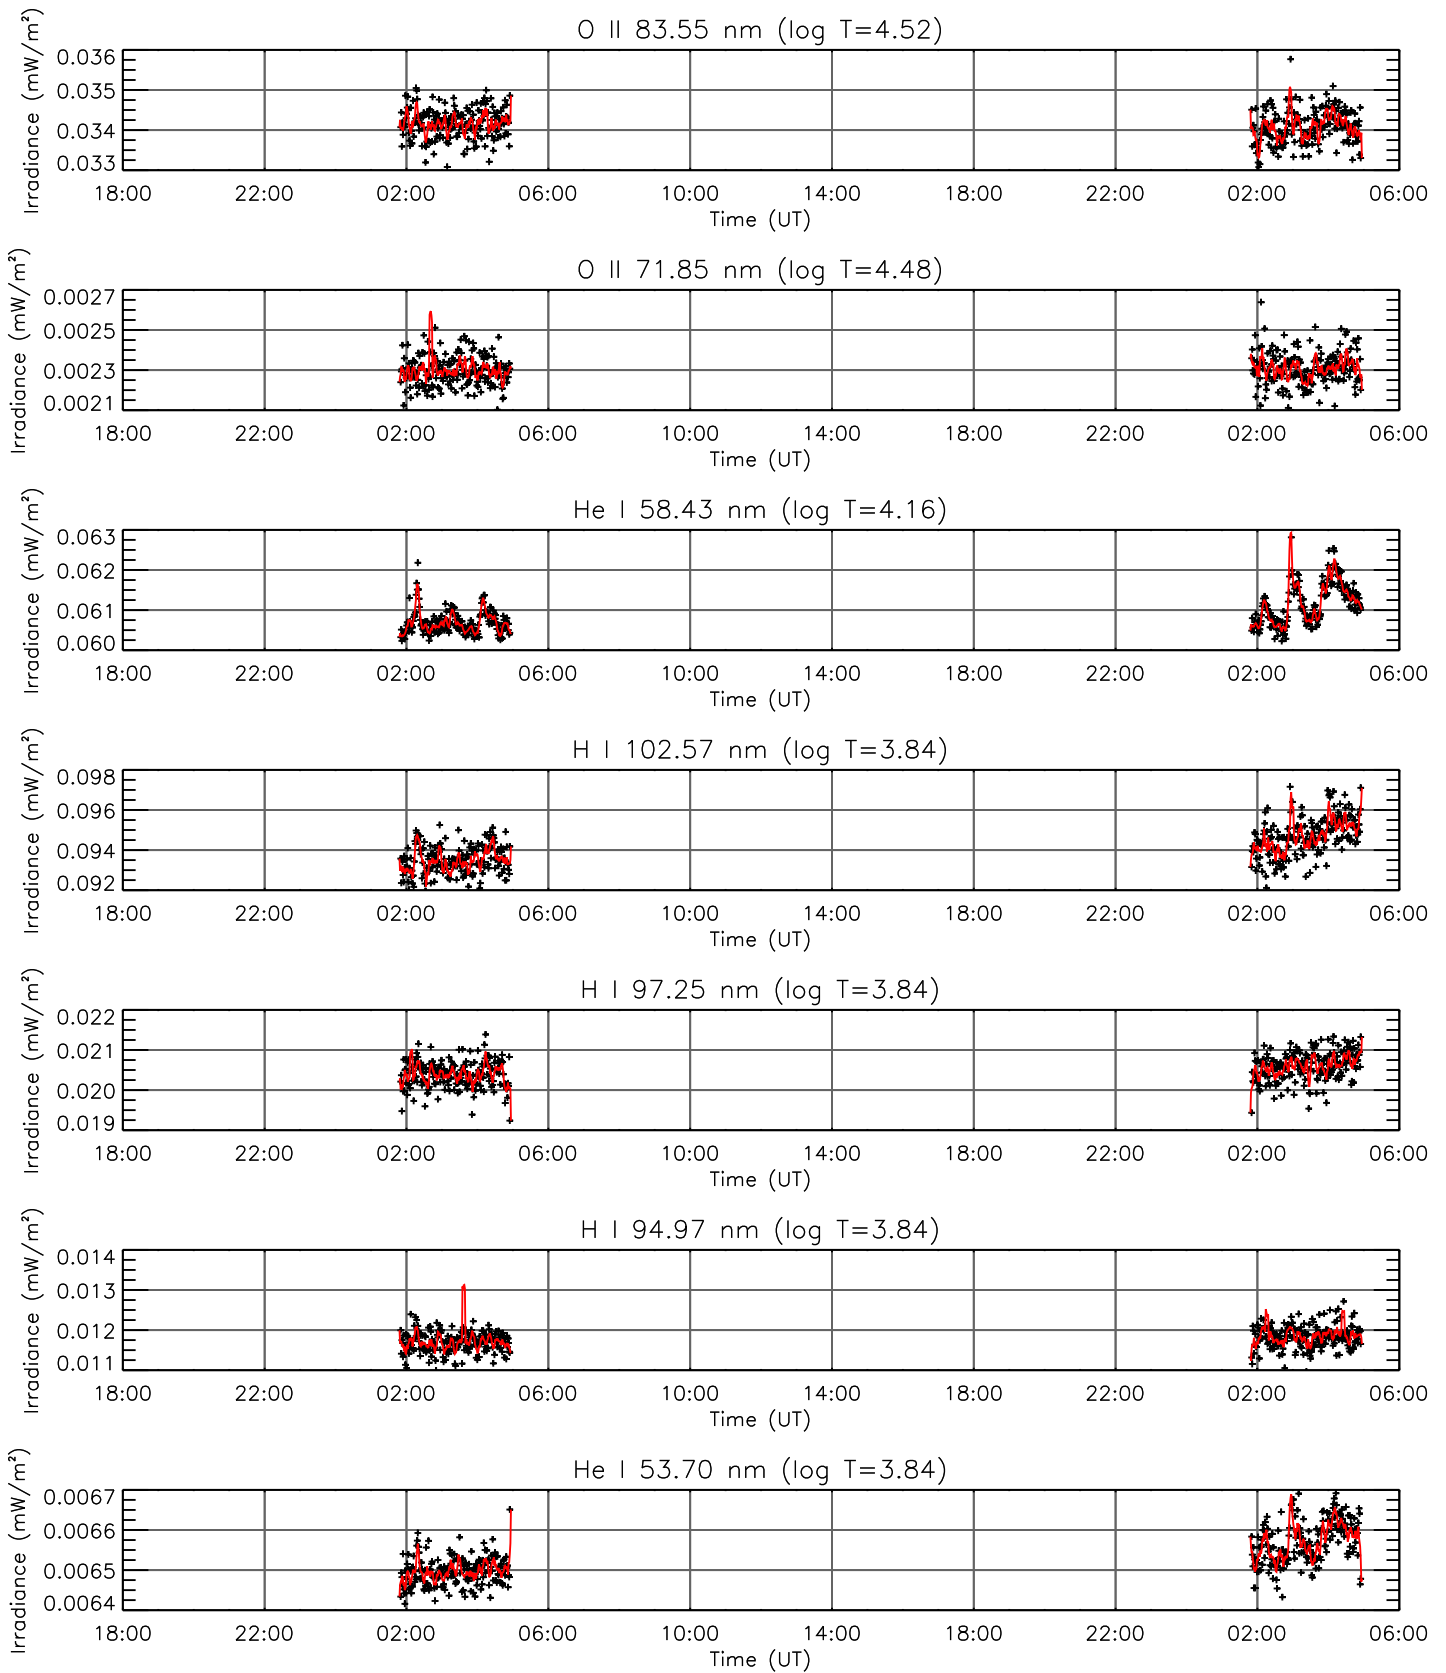 O II 83.55 nm (log T=4.52)
Irradiance (mW/m²)
0.036
0.035
0.034
0.033
18:00 22:00 02:00 06:00 10:00 14:00 18:00 22:00 02:00 06:00
Time (UT)
O II 71.85 nm (log T=4.48)
Irradiance (mW/m²)
0.0027
0.0025
0.0023
0.0021
18:00 22:00 02:00 06:00 10:00 14:00 18:00 22:00 02:00 06:00
Time (UT)
He I 58.43 nm (log T=4.16)
Irradiance (mW/m²)
0.063
0.062
0.061
0.060
18:00 22:00 02:00 06:00 10:00 14:00 18:00 22:00 02:00 06:00
Time (UT)
H I 102.57 nm (log T=3.84)
Irradiance (mW/m²)
0.098
0.096
0.094
0.092
18:00 22:00 02:00 06:00 10:00 14:00 18:00 22:00 02:00 06:00
Time (UT)
H I 97.25 nm (log T=3.84)
Irradiance (mW/m²)
0.022
0.021
0.020
0.019
18:00 22:00 02:00 06:00 10:00 14:00 18:00 22:00 02:00 06:00
Time (UT)
H I 94.97 nm (log T=3.84)
Irradiance (mW/m²)
0.014
0.013
0.012
0.011
18:00 22:00 02:00 06:00 10:00 14:00 18:00 22:00 02:00 06:00
Time (UT)
He I 53.70 nm (log T=3.84)
Irradiance (mW/m²)
0.0067
0.0066
0.0065
0.0064
18:00 22:00 02:00 06:00 10:00 14:00 18:00 22:00 02:00 06:00
Time (UT)